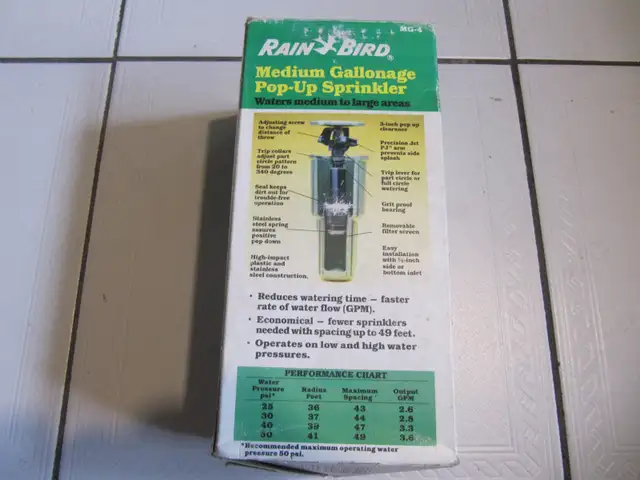 MG-4
RAIN BIRD®
Medium Gallonage
Pop-Up Sprinkler
Waters medium to large areas
Adjusting screw
to change
distance of
throw
Trip collars
adjust part
circle pattern
from 20 to
340 degrees
Seal keeps
dirt out for
trouble-free
operation
Stainless
steel spring
assures
positive
pop down
High-impact
plastic and
stainless
steel construction.
3-inch pop up
clearance
Precision Jet
PJ™ arm
prevents side
splash
Trip lever for
part circle or
full circle
watering
Grit proof
bearing
Removable
filter screen
Easy
installation
with ½-inch
side or
bottom inlet
• Reduces watering time — faster
rate of water flow (GPM).
• Economical — fewer sprinklers
needed with spacing up to 49 feet.
• Operates on low and high water
pressures.
PERFORMANCE CHART
Water
Pressure
psi*
Radius
Feet
Maximum
Spacing
Output
GPM
25 36 43 2.6
30 37 44 2.8
40 39 47 3.3
50 41 49 3.6
*Recommended maximum operating water
pressure 50 psi.